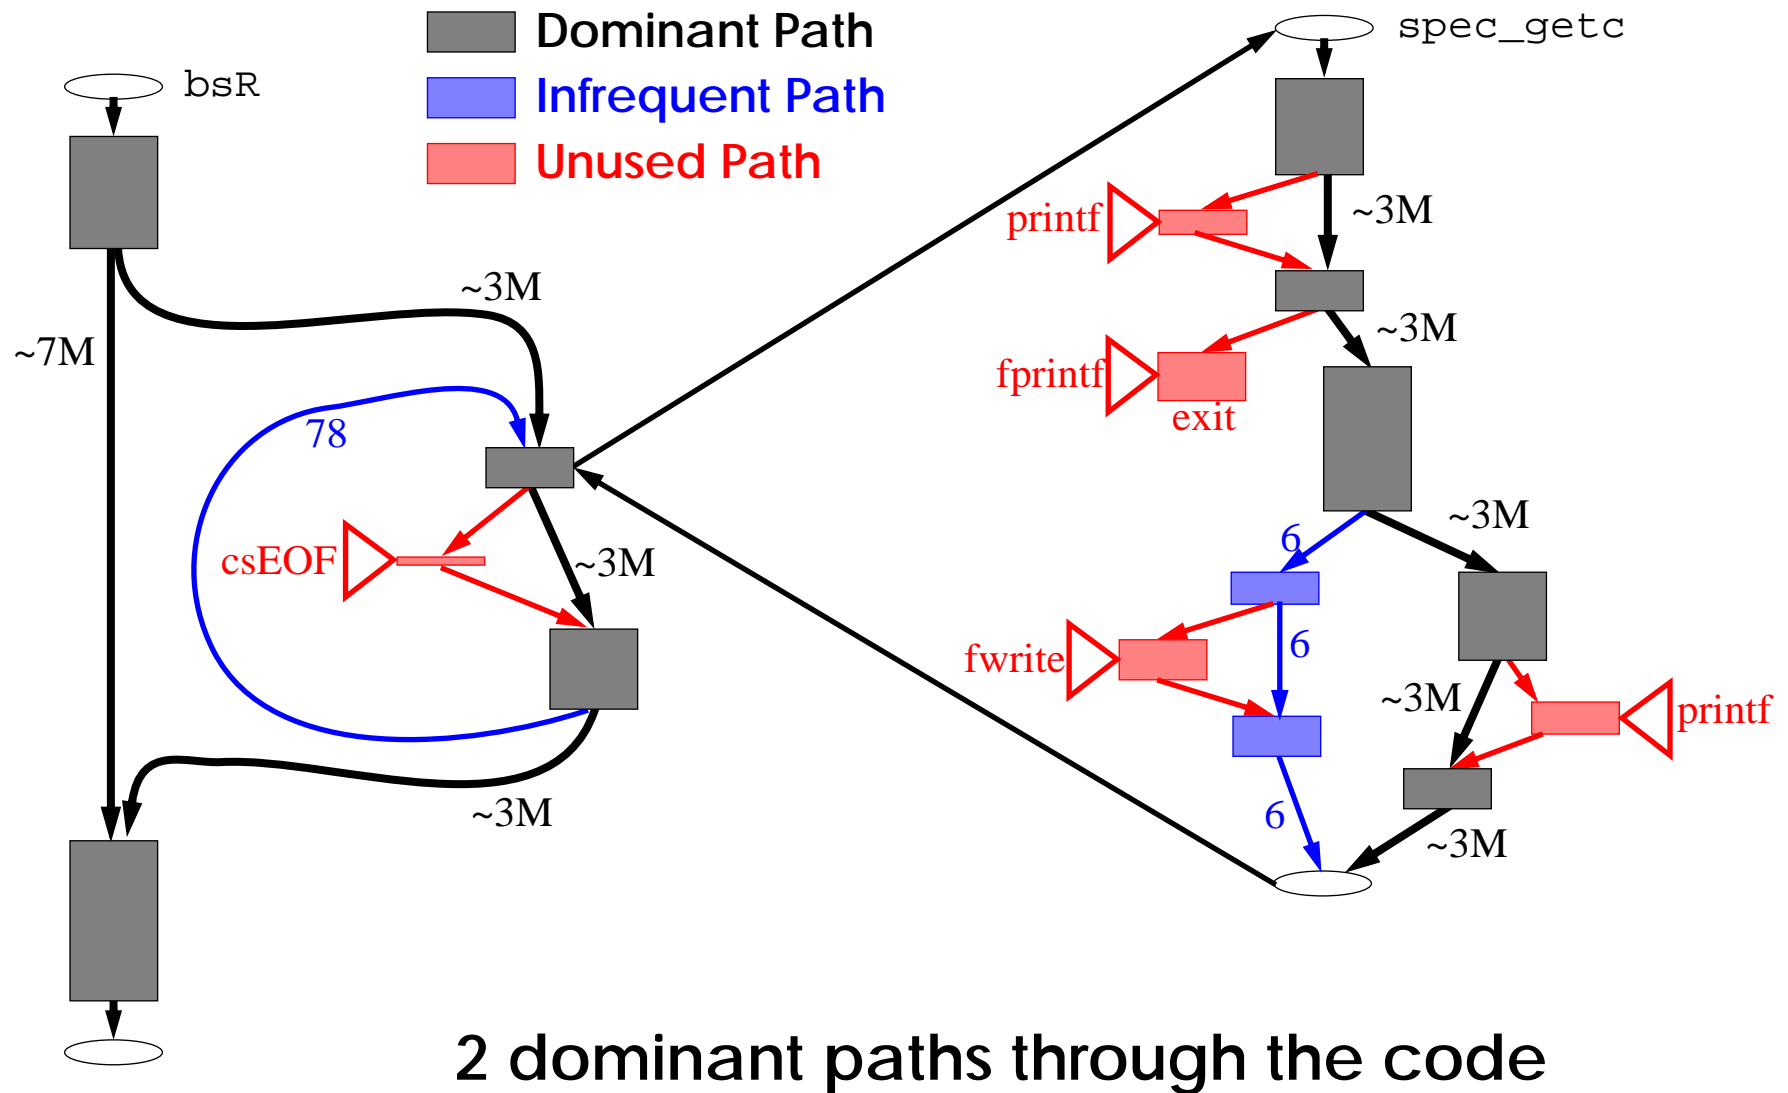 Dominant Path
spec_getc
bsR
Infrequent Path
Unused Path
printf
~3M
~3M
~3M
~7M
fprintf
exit
78
~3M
6
csEOF
~3M
6
fwrite
~3M
printf
~3M
6
~3M
2 dominant paths through the code